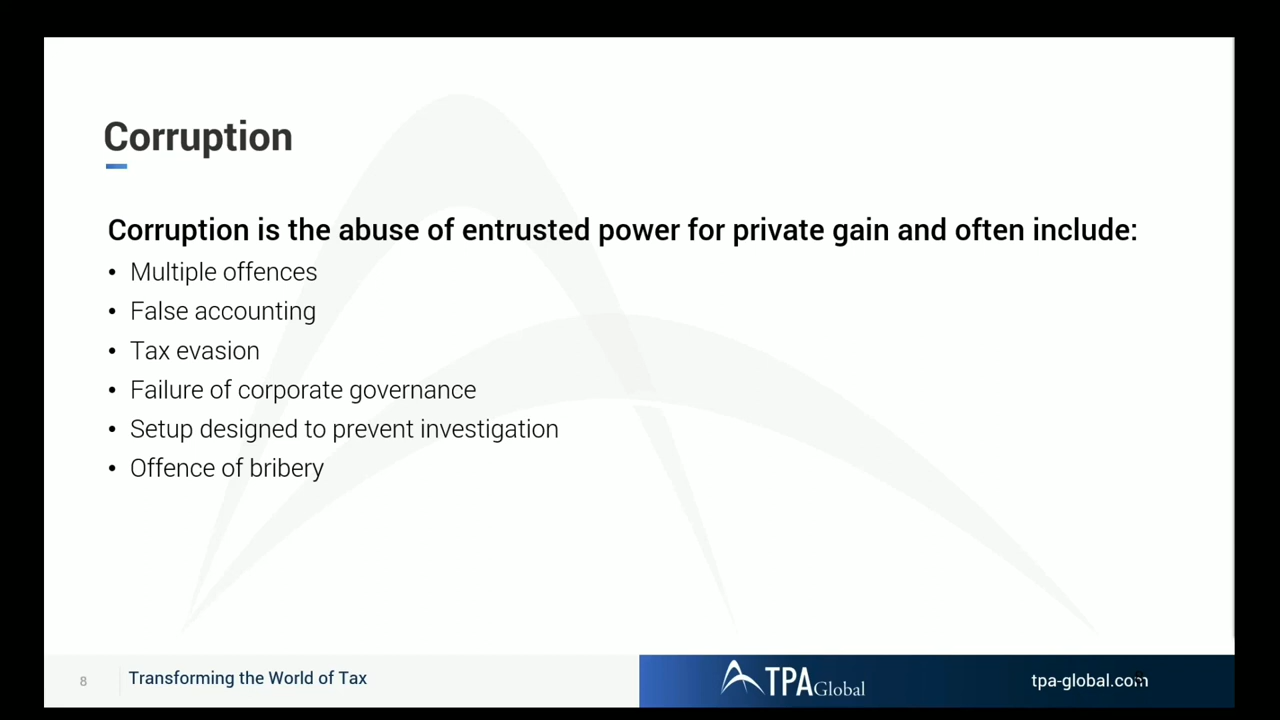 Corruption
Corruption is the abuse of entrusted power for private gain and often include:
• Multiple offences
• False accounting
• Tax evasion
• Failure of corporate governance
• Setup designed to prevent investigation
• Offence of bribery
8
Transforming the World of Tax
TPA Global
tpa-global.com